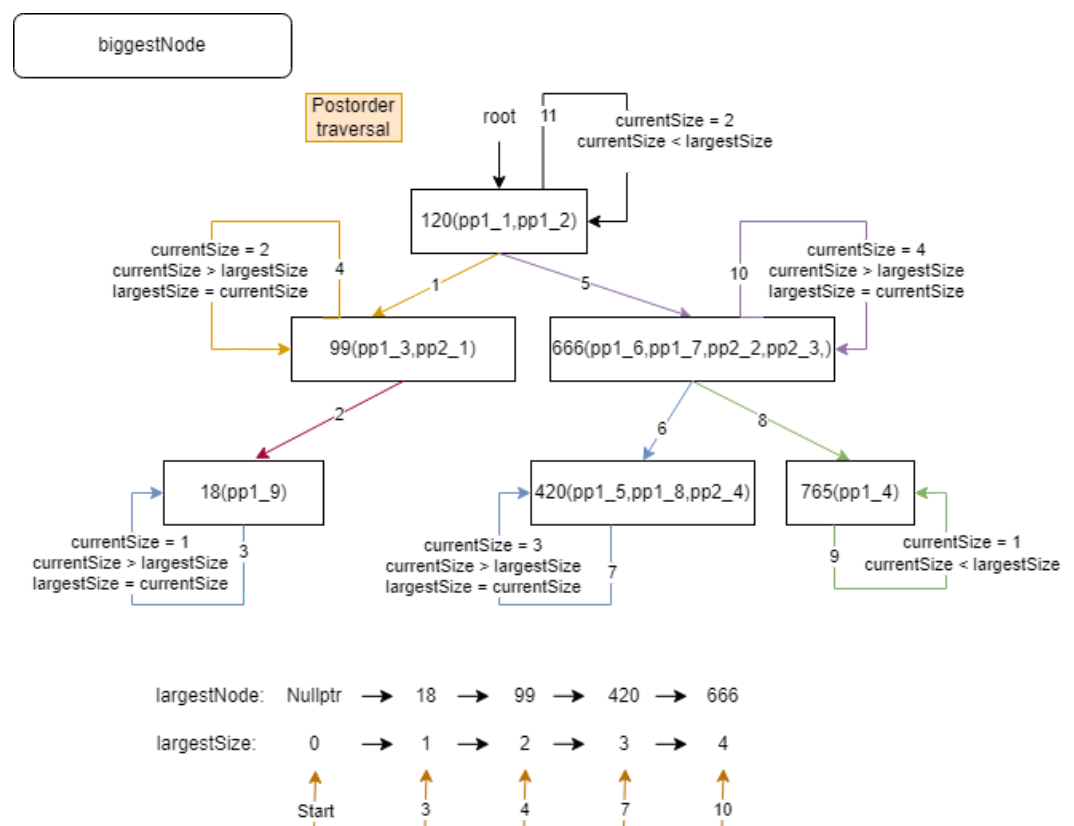 biggestNode
Postorder
traversal
root
11
currentSize = 2
currentSize < largestSize
120(pp1_1,pp1_2)
currentSize = 2
currentSize > largestSize
largestSize = currentSize
4
1
5
10
currentSize = 4
currentSize > largestSize
largestSize = currentSize
99(pp1_3,pp2_1)
666(pp1_6,pp1_7,pp2_2,pp2_3,)
2
6
8
18(pp1_9)
420(pp1_5,pp1_8,pp2_4)
765(pp1_4)
currentSize = 1
currentSize > largestSize
largestSize = currentSize
3
currentSize = 3
currentSize > largestSize
largestSize = currentSize
7
9
currentSize = 1
currentSize < largestSize
largestNode: Nullptr 18 99 420 666
largestSize: 0 1 2 3 4
Start 3 4 7 10